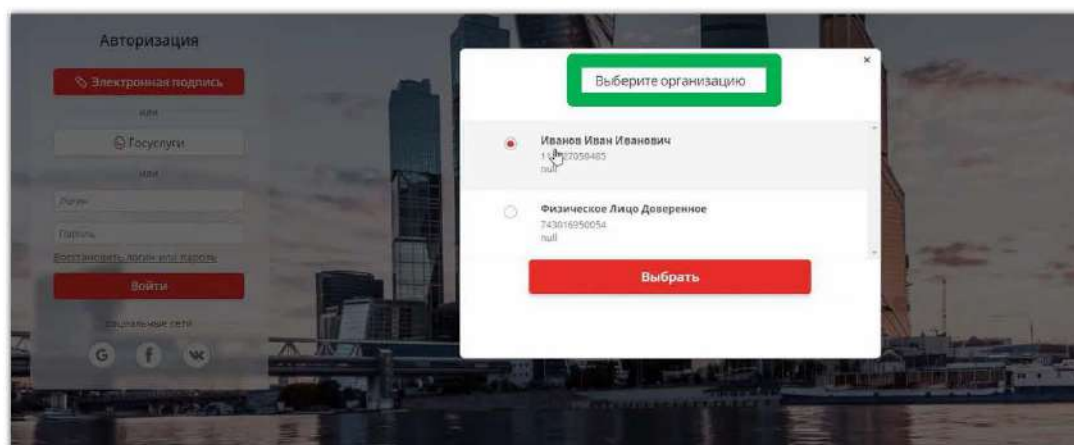 Авторизация
Электронная подпись
или
Госуслуги
или
Логин
Пароль
Восстановить логин или пароль
Войти
социальные сети
G f
Выберите организацию
×
Иванов Иван Иванович
null
Физическое Лицо Доверенное
743016950054
null
Выбрать